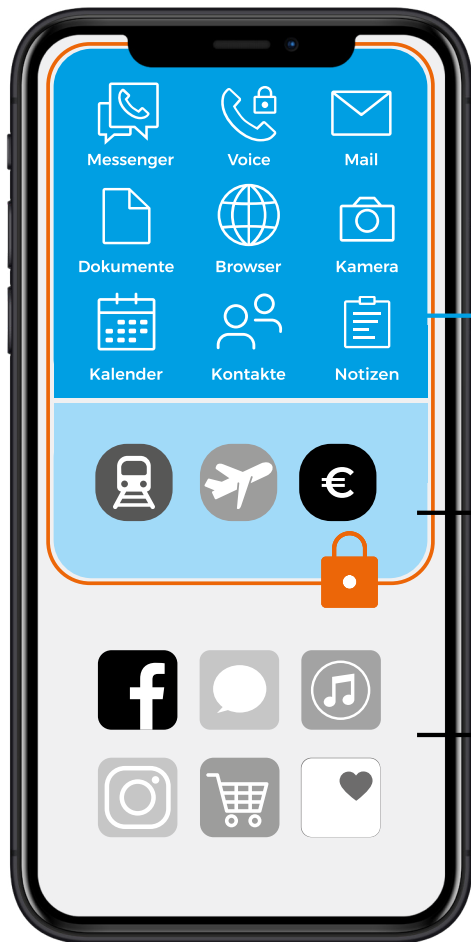 Messenger
Voice
Mail
Dokumente
Browser
Kamera
Kalender
Kontakte
Notizen
€